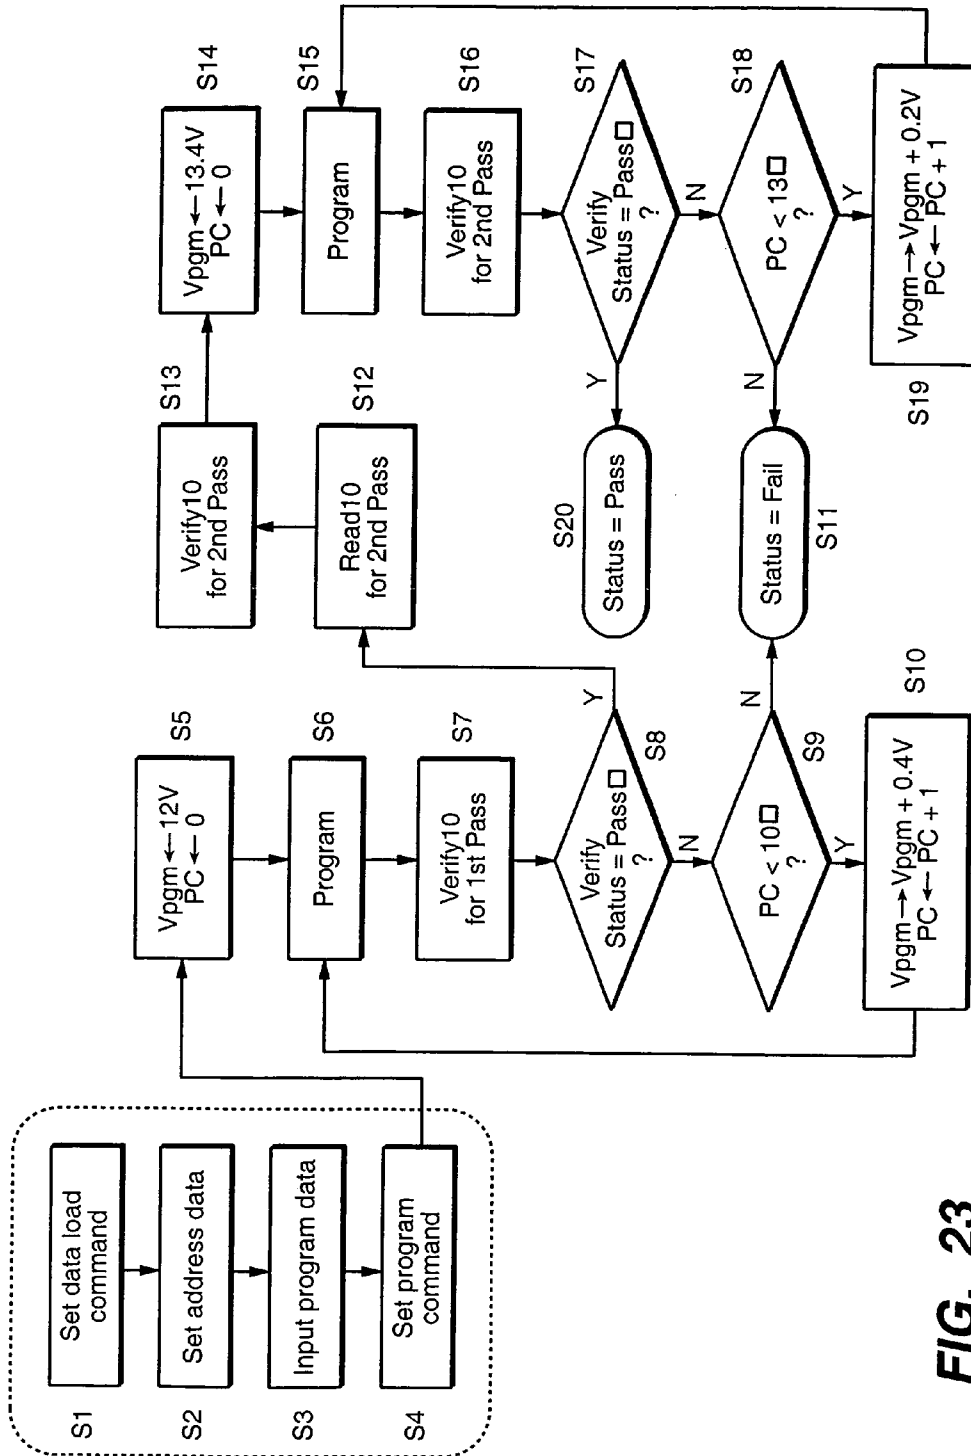 S1
Set data load
command
S2
Set address data
S3
Input program data
S4
Set program
command
Vpgm←12V
PC ← 0
S5
Program
S6
Verify10
for 1st Pass
S7
Verify
Status = Pass□
?
S8
Y
N
PC < 10□
?
S9
N
Y
Vpgm→Vpgm + 0.4V
PC ← PC + 1
S10
Status = Fail
S11
Read10
for 2nd Pass
S12
Verify10
for 2nd Pass
S13
Vpgm←13.4V
PC ← 0
S14
Program
S15
Verify10
for 2nd Pass
S16
Verify
Status = Pass□
?
S17
Y
N
S20
Status = Pass
PC < 13□
?
S18
N
Y
S19
Vpgm→Vpgm + 0.2V
PC ← PC + 1
FIG. 23